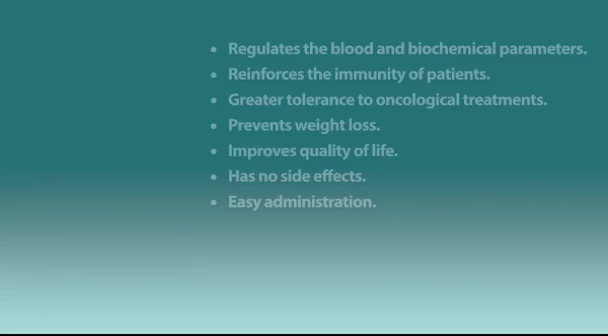 • Regulates the blood and biochemical parameters.
• Reinforces the immunity of patients.
• Greater tolerance to oncological treatments.
• Prevents weight loss.
• Improves quality of life.
• Has no side effects.
• Easy administration.